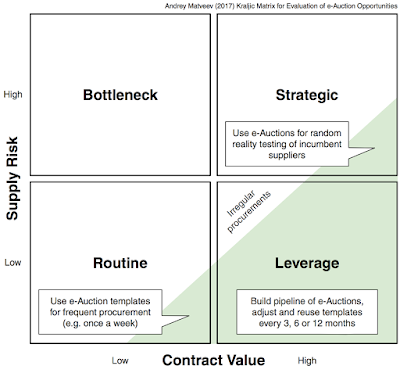 Andrey Matveev (2017) Kraljic Matrix for Evaluation of e-Auction Opportunities
High
Supply Risk
Low
Bottleneck
Strategic
Use e-Auctions for random
reality testing of incumbent
suppliers
Irregular
procurements
Routine
Leverage
Use e-Auction templates
for frequent procurement
(e.g. once a week)
Build pipeline of e-Auctions,
adjust and reuse templates
every 3, 6 or 12 months
Low
Contract Value
High